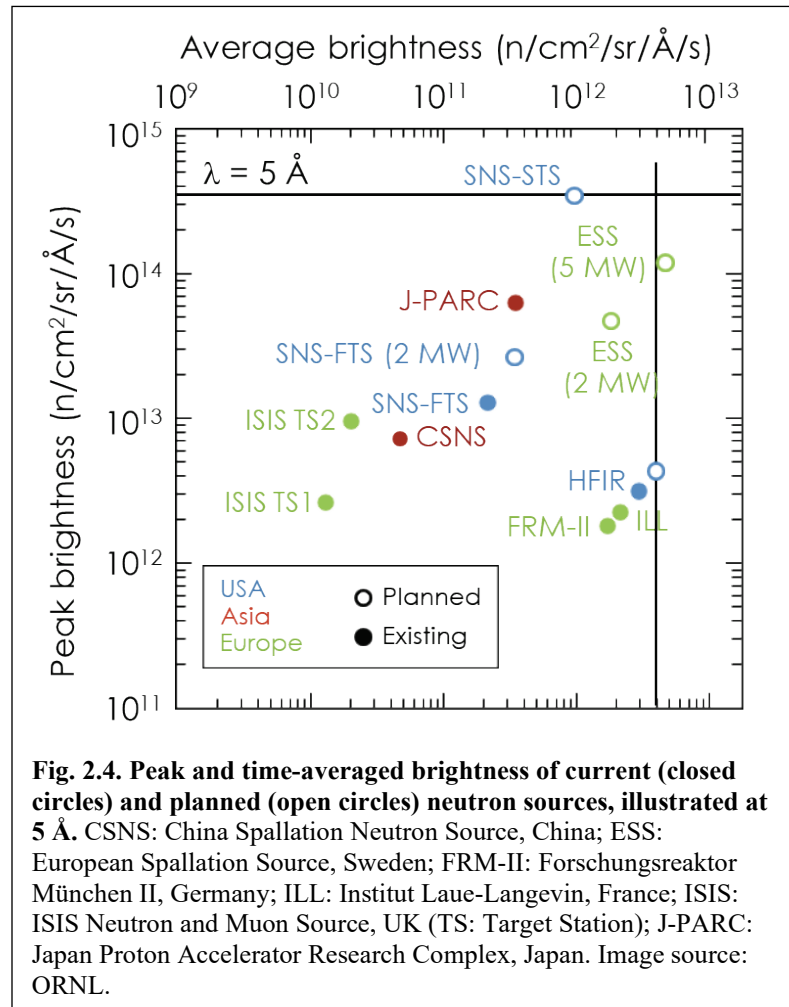 Average brightness (n/cm²/sr/Å/s)
10⁹ 10¹⁰ 10¹¹ 10¹² 10¹³
Peak brightness (n/cm²/sr/Å/s)
10¹⁵
λ = 5 Å
SNS-STS
ESS
(5 MW)
10¹⁴
J-PARC
SNS-FTS (2 MW)
ESS
(2 MW)
SNS-FTS
10¹³
ISIS TS2
CSNS
HFIR
ISIS TS1
FRM-II
ILL
10¹²
USA
Asia
Europe
Planned
Existing
10¹¹
Fig. 2.4. Peak and time-averaged brightness of current (closed
circles) and planned (open circles) neutron sources, illustrated at
5 Å. CSNS: China Spallation Neutron Source, China; ESS:
European Spallation Source, Sweden; FRM-II: Forschungsreaktor
München II, Germany; ILL: Institut Laue-Langevin, France; ISIS:
ISIS Neutron and Muon Source, UK (TS: Target Station); J-PARC:
Japan Proton Accelerator Research Complex, Japan. Image source:
ORNL.